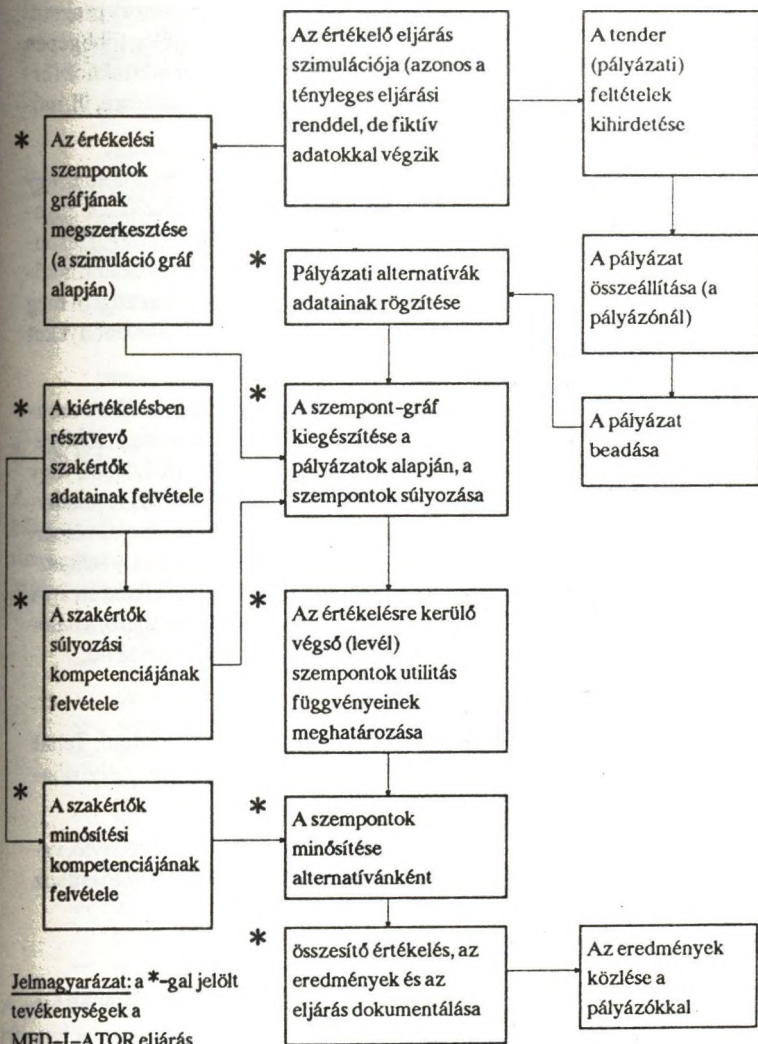 Az értékelő eljárás
szimulációja (azonos a
tényleges eljárási
renddel, de fiktív
adatokkal végzik
A tender
(pályázati)
feltételek
kihirdetése
*
Az értékelési
szempontok
gráfjának
megszerkesztése
(a szimuláció gráf
alapján)
*
Pályázati alternatívák
adatainak rögzítése
A pályázat
összeállítása (a
pályázónál)
*
A kiértékelésben
résztvevő
szakértők
adatainak felvétele
*
A szempont-gráf
kiegészítése a
pályázatok alapján, a
szempontok súlyozása
A pályázat
beadása
*
A szakértők
súlyozási
kompetenciájának
felvétele
*
Az értékelésre kerülő
végső (levél)
szempontok utilitás
függvényeinek
meghatározása
*
A szakértők
minősítési
kompetenciájának
felvétele
*
A szempontok
minősítése
alternatívánként
*
összesítő értékelés, az
eredmények és az
eljárás dokumentálása
Az eredmények
közlése a
pályázókkal
Jelmagyarázat: a *-gal jelölt
tevékenységek a
MED-I-ATOR eljárás